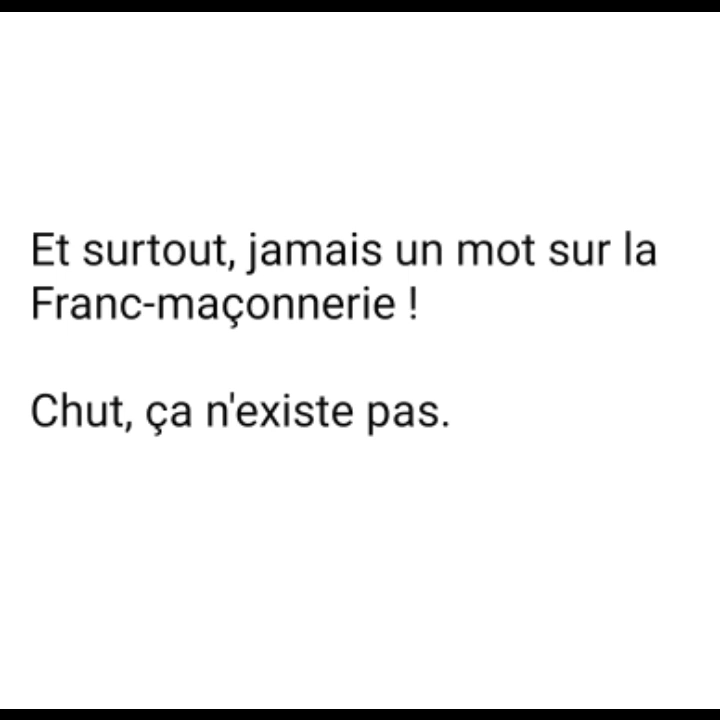 Et surtout, jamais un mot sur la
Franc-maçonnerie !
Chut, ça n'existe pas.